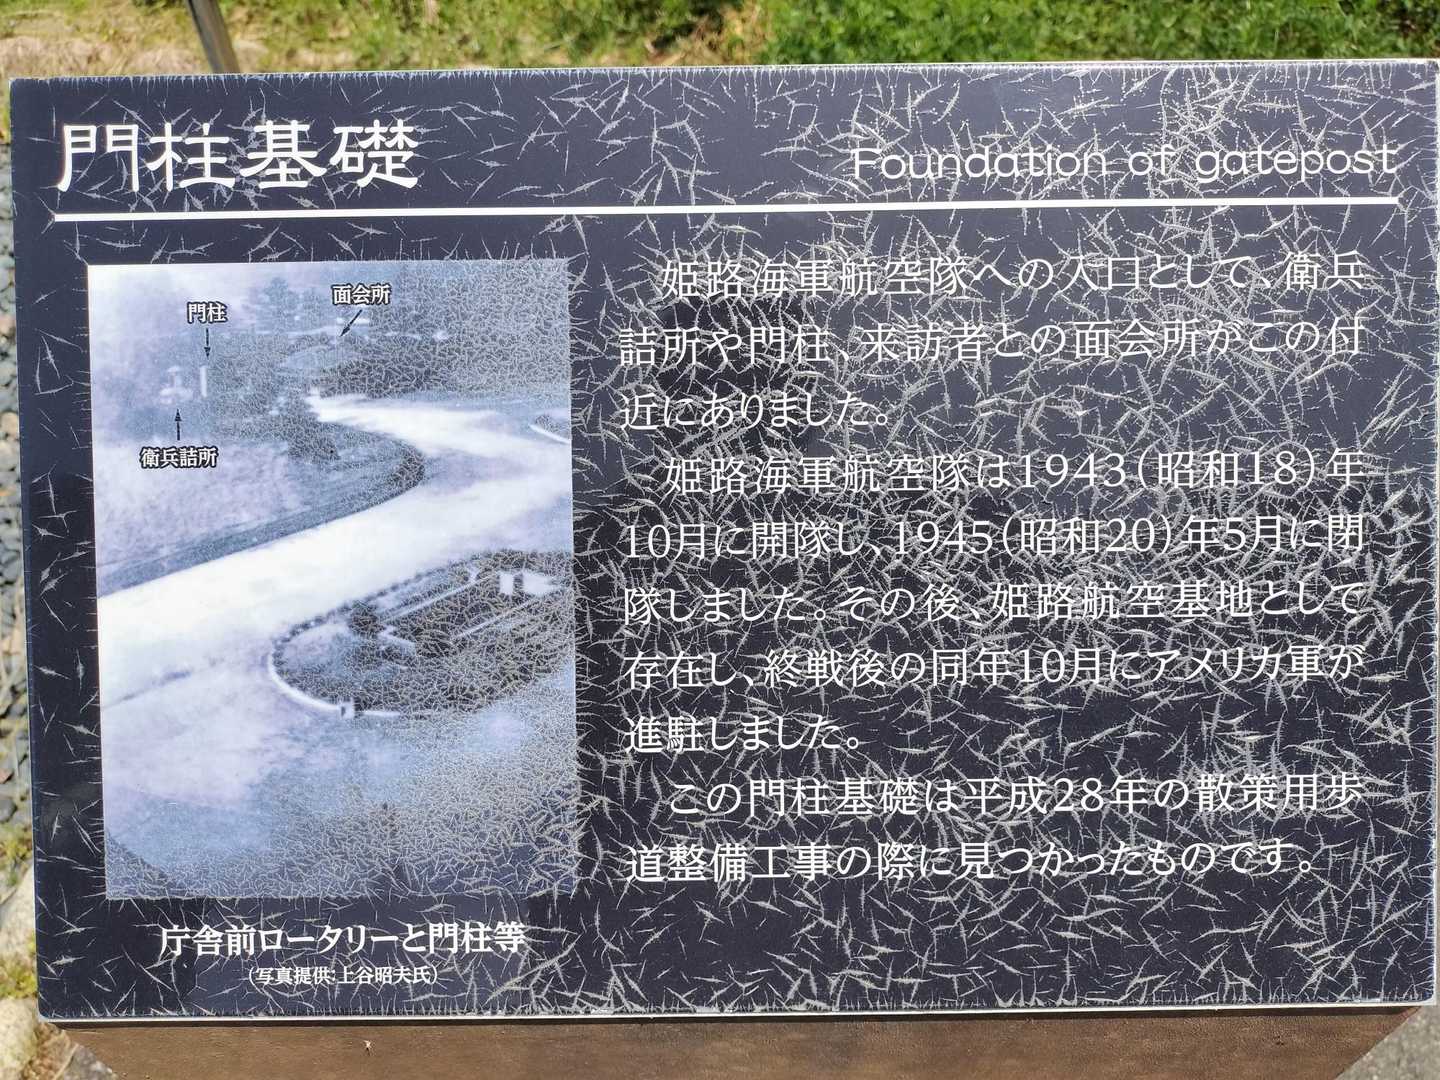 門柱基礎
Foundation of gatepost
門柱
面会所
衛兵詰所
庁舎前ロータリーと門柱等
（写真提供：上谷昭夫氏）
姫路海軍航空隊への入口として、衛兵
詰所や門柱、来訪者との面会所がこの付
近にありました。
姫路海軍航空隊は1943（昭和18）年
10月に開隊し、1945（昭和20）年5月に閉
隊しました。その後、姫路航空基地として
存在し、終戦後の同年10月にアメリカ軍が
進駐しました。
この門柱基礎は平成28年の散策用歩
道整備工事の際に見つかったものです。